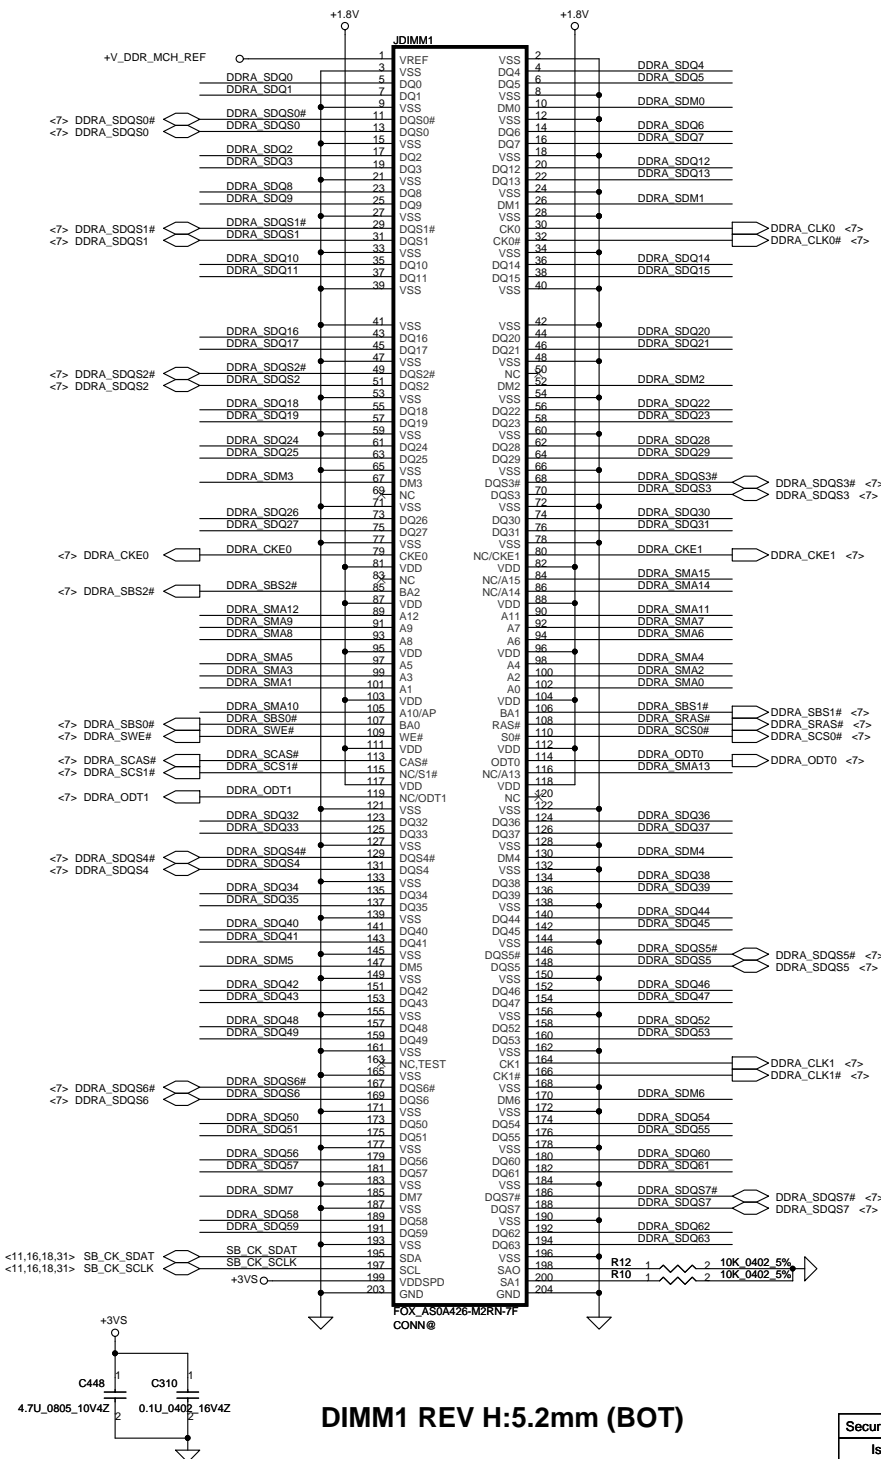 +1.8V +1.8V
JDIMM1
+V_DDR_MCH_REF 1 VREF VSS 2
3 VSS DQ4 4 DDRA_SDQ4
DDRA_SDQ0 5 DQ0 DQ5 6 DDRA_SDQ5
DDRA_SDQ1 7 DQ1 VSS 8
9 VSS DM0 10 DDRA_SDM0
<7> DDRA_SDQS0# DDRA_SDQS0# 11 DQS0# VSS 12
<7> DDRA_SDQS0 DDRA_SDQS0 13 DQS0 DQ6 14 DDRA_SDQ6
15 VSS DQ7 16 DDRA_SDQ7
DDRA_SDQ2 17 DQ2 VSS 18
DDRA_SDQ3 19 DQ3 DQ12 20 DDRA_SDQ12
21 VSS DQ13 22 DDRA_SDQ13
DDRA_SDQ8 23 DQ8 VSS 24
DDRA_SDQ9 25 DQ9 DM1 26 DDRA_SDM1
27 VSS VSS 28
<7> DDRA_SDQS1# DDRA_SDQS1# 29 DQS1# CK0 30 DDRA_CLK0 <7>
<7> DDRA_SDQS1 DDRA_SDQS1 31 DQS1 CK0# 32 DDRA_CLK0# <7>
33 VSS VSS 34
DDRA_SDQ10 35 DQ10 DQ14 36 DDRA_SDQ14
DDRA_SDQ11 37 DQ11 DQ15 38 DDRA_SDQ15
39 VSS VSS 40
41 VSS VSS 42
DDRA_SDQ16 43 DQ16 DQ20 44 DDRA_SDQ20
DDRA_SDQ17 45 DQ17 DQ21 46 DDRA_SDQ21
47 VSS VSS 48
<7> DDRA_SDQS2# DDRA_SDQS2# 49 DQS2# NC 50
<7> DDRA_SDQS2 DDRA_SDQS2 51 DQS2 DM2 52 DDRA_SDM2
53 VSS VSS 54
DDRA_SDQ18 55 DQ18 DQ22 56 DDRA_SDQ22
DDRA_SDQ19 57 DQ19 DQ23 58 DDRA_SDQ23
59 VSS VSS 60
DDRA_SDQ24 61 DQ24 DQ28 62 DDRA_SDQ28
DDRA_SDQ25 63 DQ25 DQ29 64 DDRA_SDQ29
65 VSS VSS 66
DDRA_SDM3 67 DM3 DQS3# 68 DDRA_SDQS3# DDRA_SDQS3# <7>
69 NC DQS3 70 DDRA_SDQS3 DDRA_SDQS3 <7>
71 VSS VSS 72
DDRA_SDQ26 73 DQ26 DQ30 74 DDRA_SDQ30
DDRA_SDQ27 75 DQ27 DQ31 76 DDRA_SDQ31
77 VSS VSS 78
<7> DDRA_CKE0 DDRA_CKE0 79 CKE0 NC/CKE1 80 DDRA_CKE1 DDRA_CKE1 <7>
81 VDD VDD 82
83 NC NC/A15 84 DDRA_SMA15
<7> DDRA_SBS2# DDRA_SBS2# 85 BA2 NC/A14 86 DDRA_SMA14
87 VDD VDD 88
DDRA_SMA12 89 A12 A11 90 DDRA_SMA11
DDRA_SMA9 91 A9 A7 92 DDRA_SMA7
DDRA_SMA8 93 A8 A6 94 DDRA_SMA6
95 VDD VDD 96
DDRA_SMA5 97 A5 A4 98 DDRA_SMA4
DDRA_SMA3 99 A3 A2 100 DDRA_SMA2
DDRA_SMA1 101 A1 A0 102 DDRA_SMA0
103 VDD VDD 104
DDRA_SMA10 105 A10/AP BA1 106 DDRA_SBS1# DDRA_SBS1# <7>
<7> DDRA_SBS0# DDRA_SBS0# 107 BA0 RAS# 108 DDRA_SRAS# DDRA_SRAS# <7>
<7> DDRA_SWE# DDRA_SWE# 109 WE# S0# 110 DDRA_SCS0# DDRA_SCS0# <7>
111 VDD VDD 112
<7> DDRA_SCAS# DDRA_SCAS# 113 CAS# ODT0 114 DDRA_ODT0 DDRA_ODT0 <7>
<7> DDRA_SCS1# DDRA_SCS1# 115 NC/S1# NC/A13 116 DDRA_SMA13
117 VDD VDD 118
<7> DDRA_ODT1 DDRA_ODT1 119 NC/ODT1 NC 120
121 VSS VSS 122
DDRA_SDQ32 123 DQ32 DQ36 124 DDRA_SDQ36
DDRA_SDQ33 125 DQ33 DQ37 126 DDRA_SDQ37
127 VSS VSS 128
<7> DDRA_SDQS4# DDRA_SDQS4# 129 DQS4# DM4 130 DDRA_SDM4
<7> DDRA_SDQS4 DDRA_SDQS4 131 DQS4 VSS 132
133 VSS DQ38 134 DDRA_SDQ38
DDRA_SDQ34 135 DQ34 DQ39 136 DDRA_SDQ39
DDRA_SDQ35 137 DQ35 VSS 138
139 VSS DQ44 140 DDRA_SDQ44
DDRA_SDQ40 141 DQ40 DQ45 142 DDRA_SDQ45
DDRA_SDQ41 143 DQ41 VSS 144
145 VSS DQS5# 146 DDRA_SDQS5# DDRA_SDQS5# <7>
DDRA_SDM5 147 DM5 DQS5 148 DDRA_SDQS5 DDRA_SDQS5 <7>
149 VSS VSS 150
DDRA_SDQ42 151 DQ42 DQ46 152 DDRA_SDQ46
DDRA_SDQ43 153 DQ43 DQ47 154 DDRA_SDQ47
155 VSS VSS 156
DDRA_SDQ48 157 DQ48 DQ52 158 DDRA_SDQ52
DDRA_SDQ49 159 DQ49 DQ53 160 DDRA_SDQ53
161 VSS VSS 162
163 NC,TEST CK1 164 DDRA_CLK1 <7>
165 VSS CK1# 166 DDRA_CLK1# <7>
<7> DDRA_SDQS6# DDRA_SDQS6# 167 DQS6# VSS 168
<7> DDRA_SDQS6 DDRA_SDQS6 169 DQS6 DM6 170 DDRA_SDM6
171 VSS VSS 172
DDRA_SDQ50 173 DQ50 DQ54 174 DDRA_SDQ54
DDRA_SDQ51 175 DQ51 DQ55 176 DDRA_SDQ55
177 VSS VSS 178
DDRA_SDQ56 179 DQ56 DQ60 180 DDRA_SDQ60
DDRA_SDQ57 181 DQ57 DQ61 182 DDRA_SDQ61
183 VSS VSS 184
DDRA_SDM7 185 DM7 DQS7# 186 DDRA_SDQS7# DDRA_SDQS7# <7>
187 VSS DQS7 188 DDRA_SDQS7 DDRA_SDQS7 <7>
DDRA_SDQ58 189 DQ58 VSS 190
DDRA_SDQ59 191 DQ59 DQ62 192 DDRA_SDQ62
193 VSS DQ63 194 DDRA_SDQ63
<11,16,18,31> SB_CK_SDAT SB_CK_SDAT 195 SDA VSS 196
<11,16,18,31> SB_CK_SCLK SB_CK_SCLK 197 SCL SAO 198 R12 1 2 10K_0402_5%
+3VS 199 VDDSPD SA1 200 R10 1 2 10K_0402_5%
203 GND GND 204
FOX_AS0A426-M2RN-7F
CONN@
+3VS
1 1
C448 C310
4.7U_0805_10V4Z 0.1U_0402_16V4Z
2 2
DIMM1 REV H:5.2mm (BOT)
Secur
Is